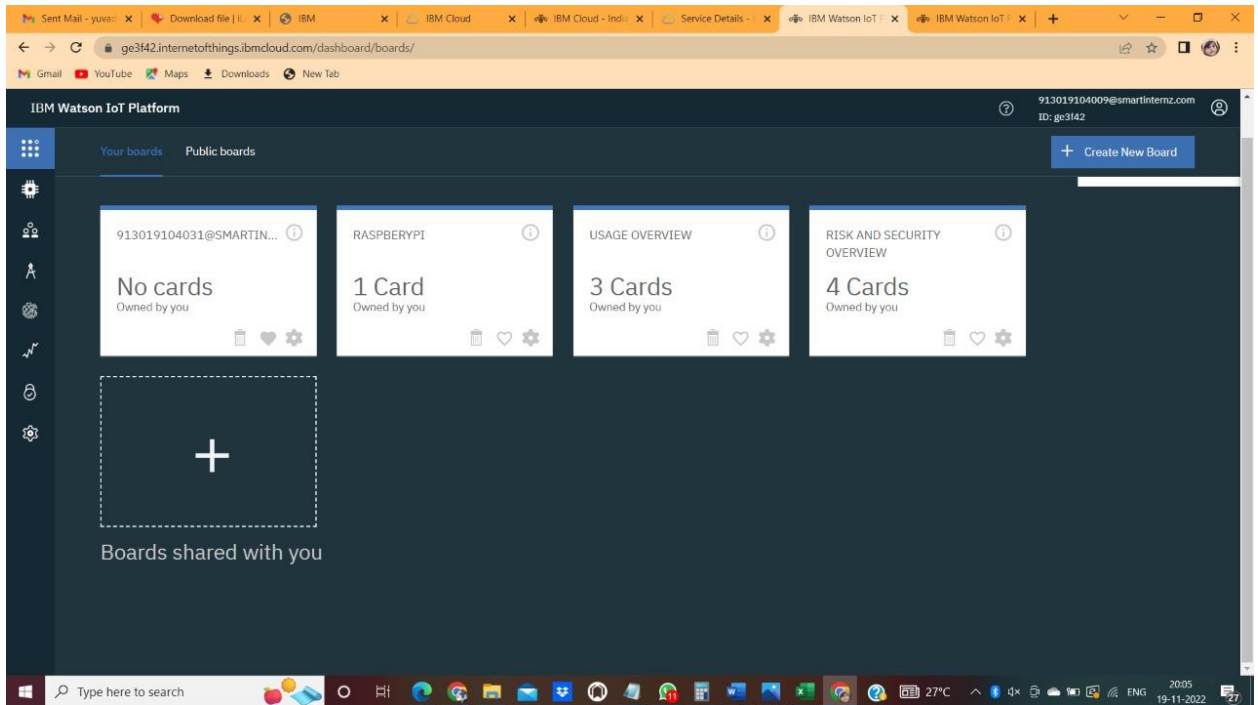 Sent Mail - yuva
Download file | iL
IBM
IBM Cloud
IBM Cloud - India
Service Details -
IBM Watson IoT P
IBM Watson IoT P
ge3f42.internetofthings.ibmcloud.com/dashboard/boards/
Gmail YouTube Maps Downloads New Tab
IBM Watson IoT Platform
913019104009@smartinternz.com
ID: ge3f42
Your boards Public boards
+ Create New Board
913019104031@SMARTIN...
No cards
Owned by you
RASPBERYPI
1 Card
Owned by you
USAGE OVERVIEW
3 Cards
Owned by you
RISK AND SECURITY
OVERVIEW
4 Cards
Owned by you
Boards shared with you
Type here to search
27°C
ENG
20:05
19-11-2022
27